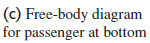 (c) Free-body diagram
for passenger at bottom